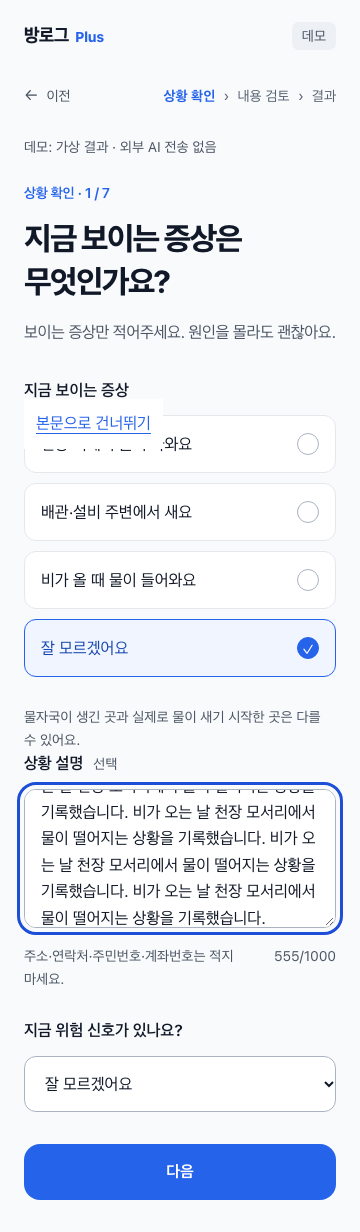 방로그 Plus
데모
← 이전
상황 확인 › 내용 검토 › 결과
데모: 가상 결과 · 외부 AI 전송 없음
상황 확인 · 1 / 7
지금 보이는 증상은
무엇인가요?
보이는 증상만 적어주세요. 원인을 몰라도 괜찮아요.
지금 보이는 증상
본문으로 건너뛰기
배관·설비 주변에서 새요
비가 올 때 물이 들어와요
잘 모르겠어요
물자국이 생긴 곳과 실제로 물이 새기 시작한 곳은 다를
수 있어요.
상황 설명 선택
기록했습니다. 비가 오는 날 천장 모서리에서
물이 떨어지는 상황을 기록했습니다. 비가 오
는 날 천장 모서리에서 물이 떨어지는 상황을
기록했습니다. 비가 오는 날 천장 모서리에서
물이 떨어지는 상황을 기록했습니다.
주소·연락처·주민번호·계좌번호는 적지
마세요.
555/1000
지금 위험 신호가 있나요?
잘 모르겠어요
다음